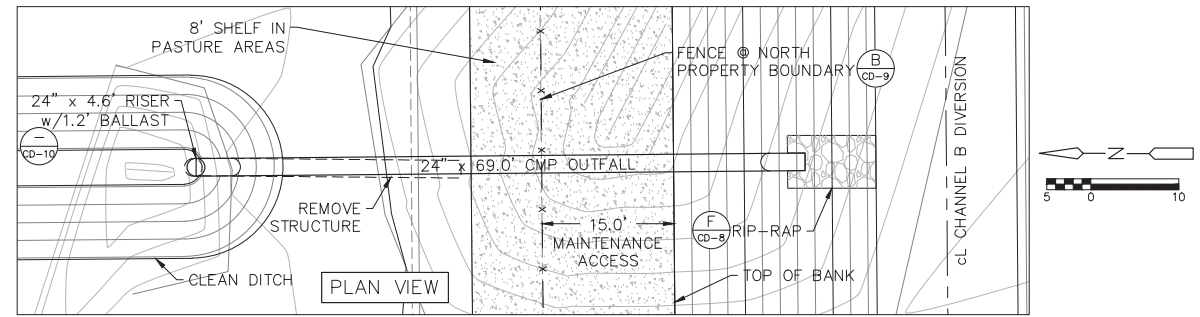 8' SHELF IN
PASTURE AREAS
FENCE @ NORTH
PROPERTY BOUNDARY
B
CD-9
24" x 4.6' RISER
w/1.2' BALLAST
—
CD-10
24" x 69.0' CMP OUTFALL
REMOVE
STRUCTURE
15.0'
MAINTENANCE
ACCESS
F
CD-8
RIP-RAP
TOP OF BANK
CLEAN DITCH
PLAN VIEW
cL CHANNEL B DIVERSION
N
5 0 10